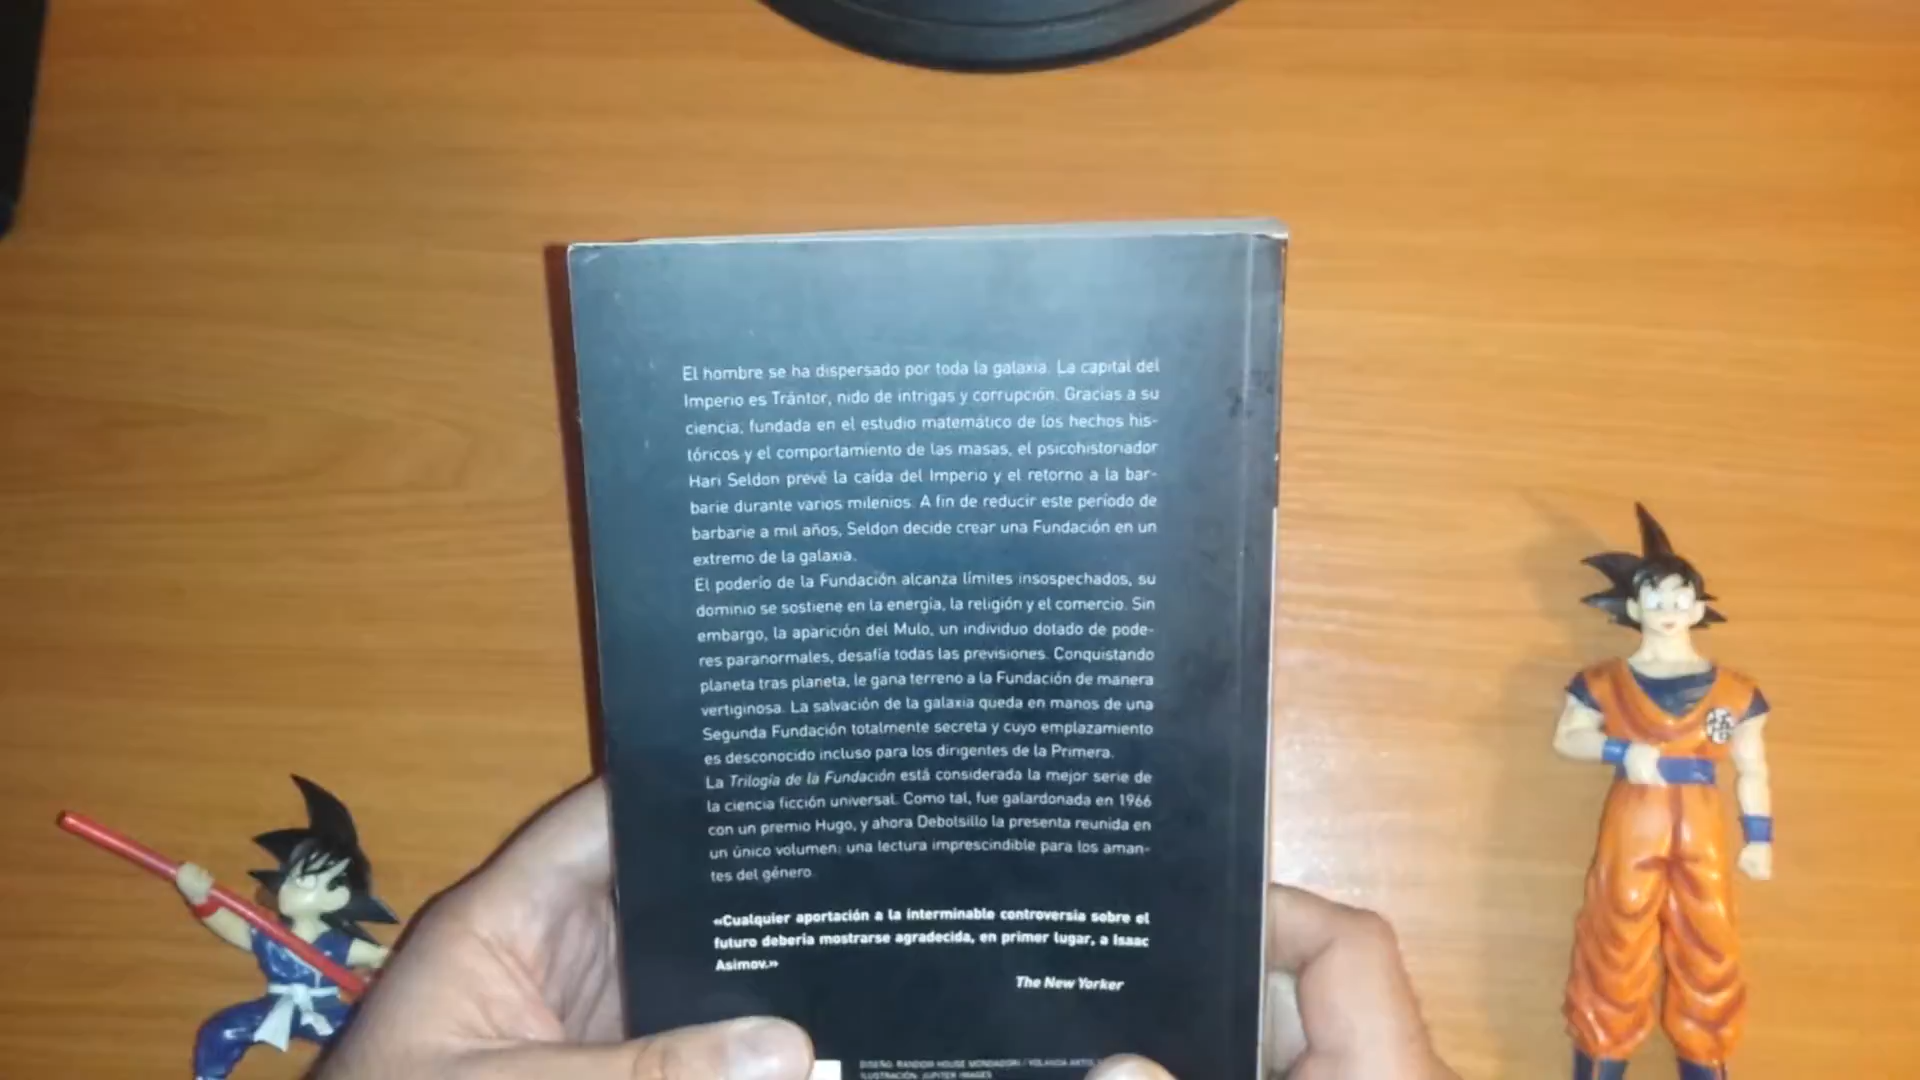 El hombre se ha dispersado por toda la galaxia. La capital del
Imperio es Trántor, nido de intrigas y corrupción. Gracias a su
ciencia, fundada en el estudio matemático de los hechos his-
tóricos y el comportamiento de las masas, el psicohistoriador
Hari Seldon prevé la caída del Imperio y el retorno a la bar-
barie durante varios milenios. A fin de reducir este período de
barbarie a mil años, Seldon decide crear una Fundación en un
extremo de la galaxia.
El poderío de la Fundación alcanza límites insospechados, su
dominio se sostiene en la energía, la religión y el comercio. Sin
embargo, la aparición del Mulo, un individuo dotado de pode-
res paranormales, desafía todas las previsiones. Conquistando
planeta tras planeta, le gana terreno a la Fundación de manera
vertiginosa. La salvación de la galaxia queda en manos de una
Segunda Fundación totalmente secreta y cuyo emplazamiento
es desconocido incluso para los dirigentes de la Primera.
La Trilogía de la Fundación está considerada la mejor serie de
la ciencia ficción universal. Como tal, fue galardonada en 1966
con un premio Hugo, y ahora Debolsillo la presenta reunida en
un único volumen: una lectura imprescindible para los aman-
tes del género.
«Cualquier aportación a la interminable controversia sobre el
futuro debería mostrarse agradecida, en primer lugar, a Isaac
Asimov.»
The New Yorker
DISEÑO: RANDOM HOUSE MONDADORI / YOLANDA
ILUSTRACIÓN: JUPITER IMAGES
悟